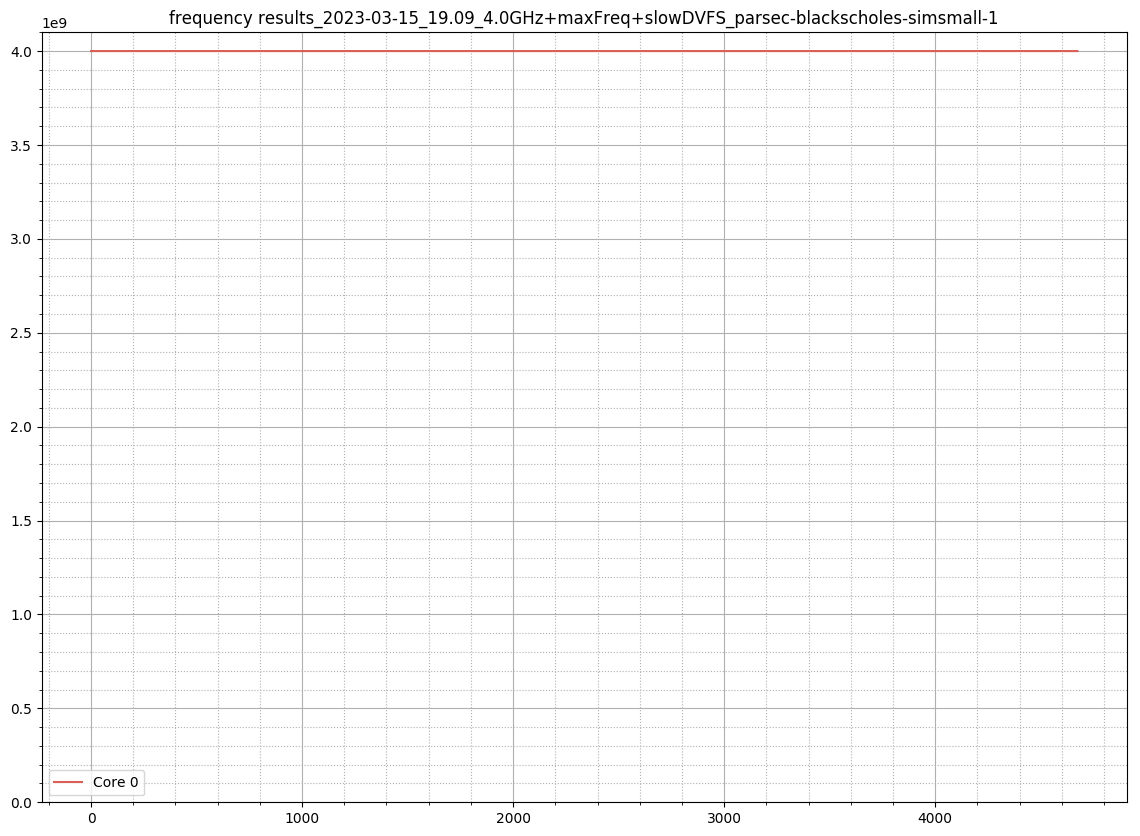 frequency results_2023-03-15_19.09_4.0GHz+maxFreq+slowDVFS_parsec-blackscholes-simsmall-1
1e9
4.0
3.5
3.0
2.5
2.0
1.5
1.0
0.5
0.0
Core 0
0 1000 2000 3000 4000